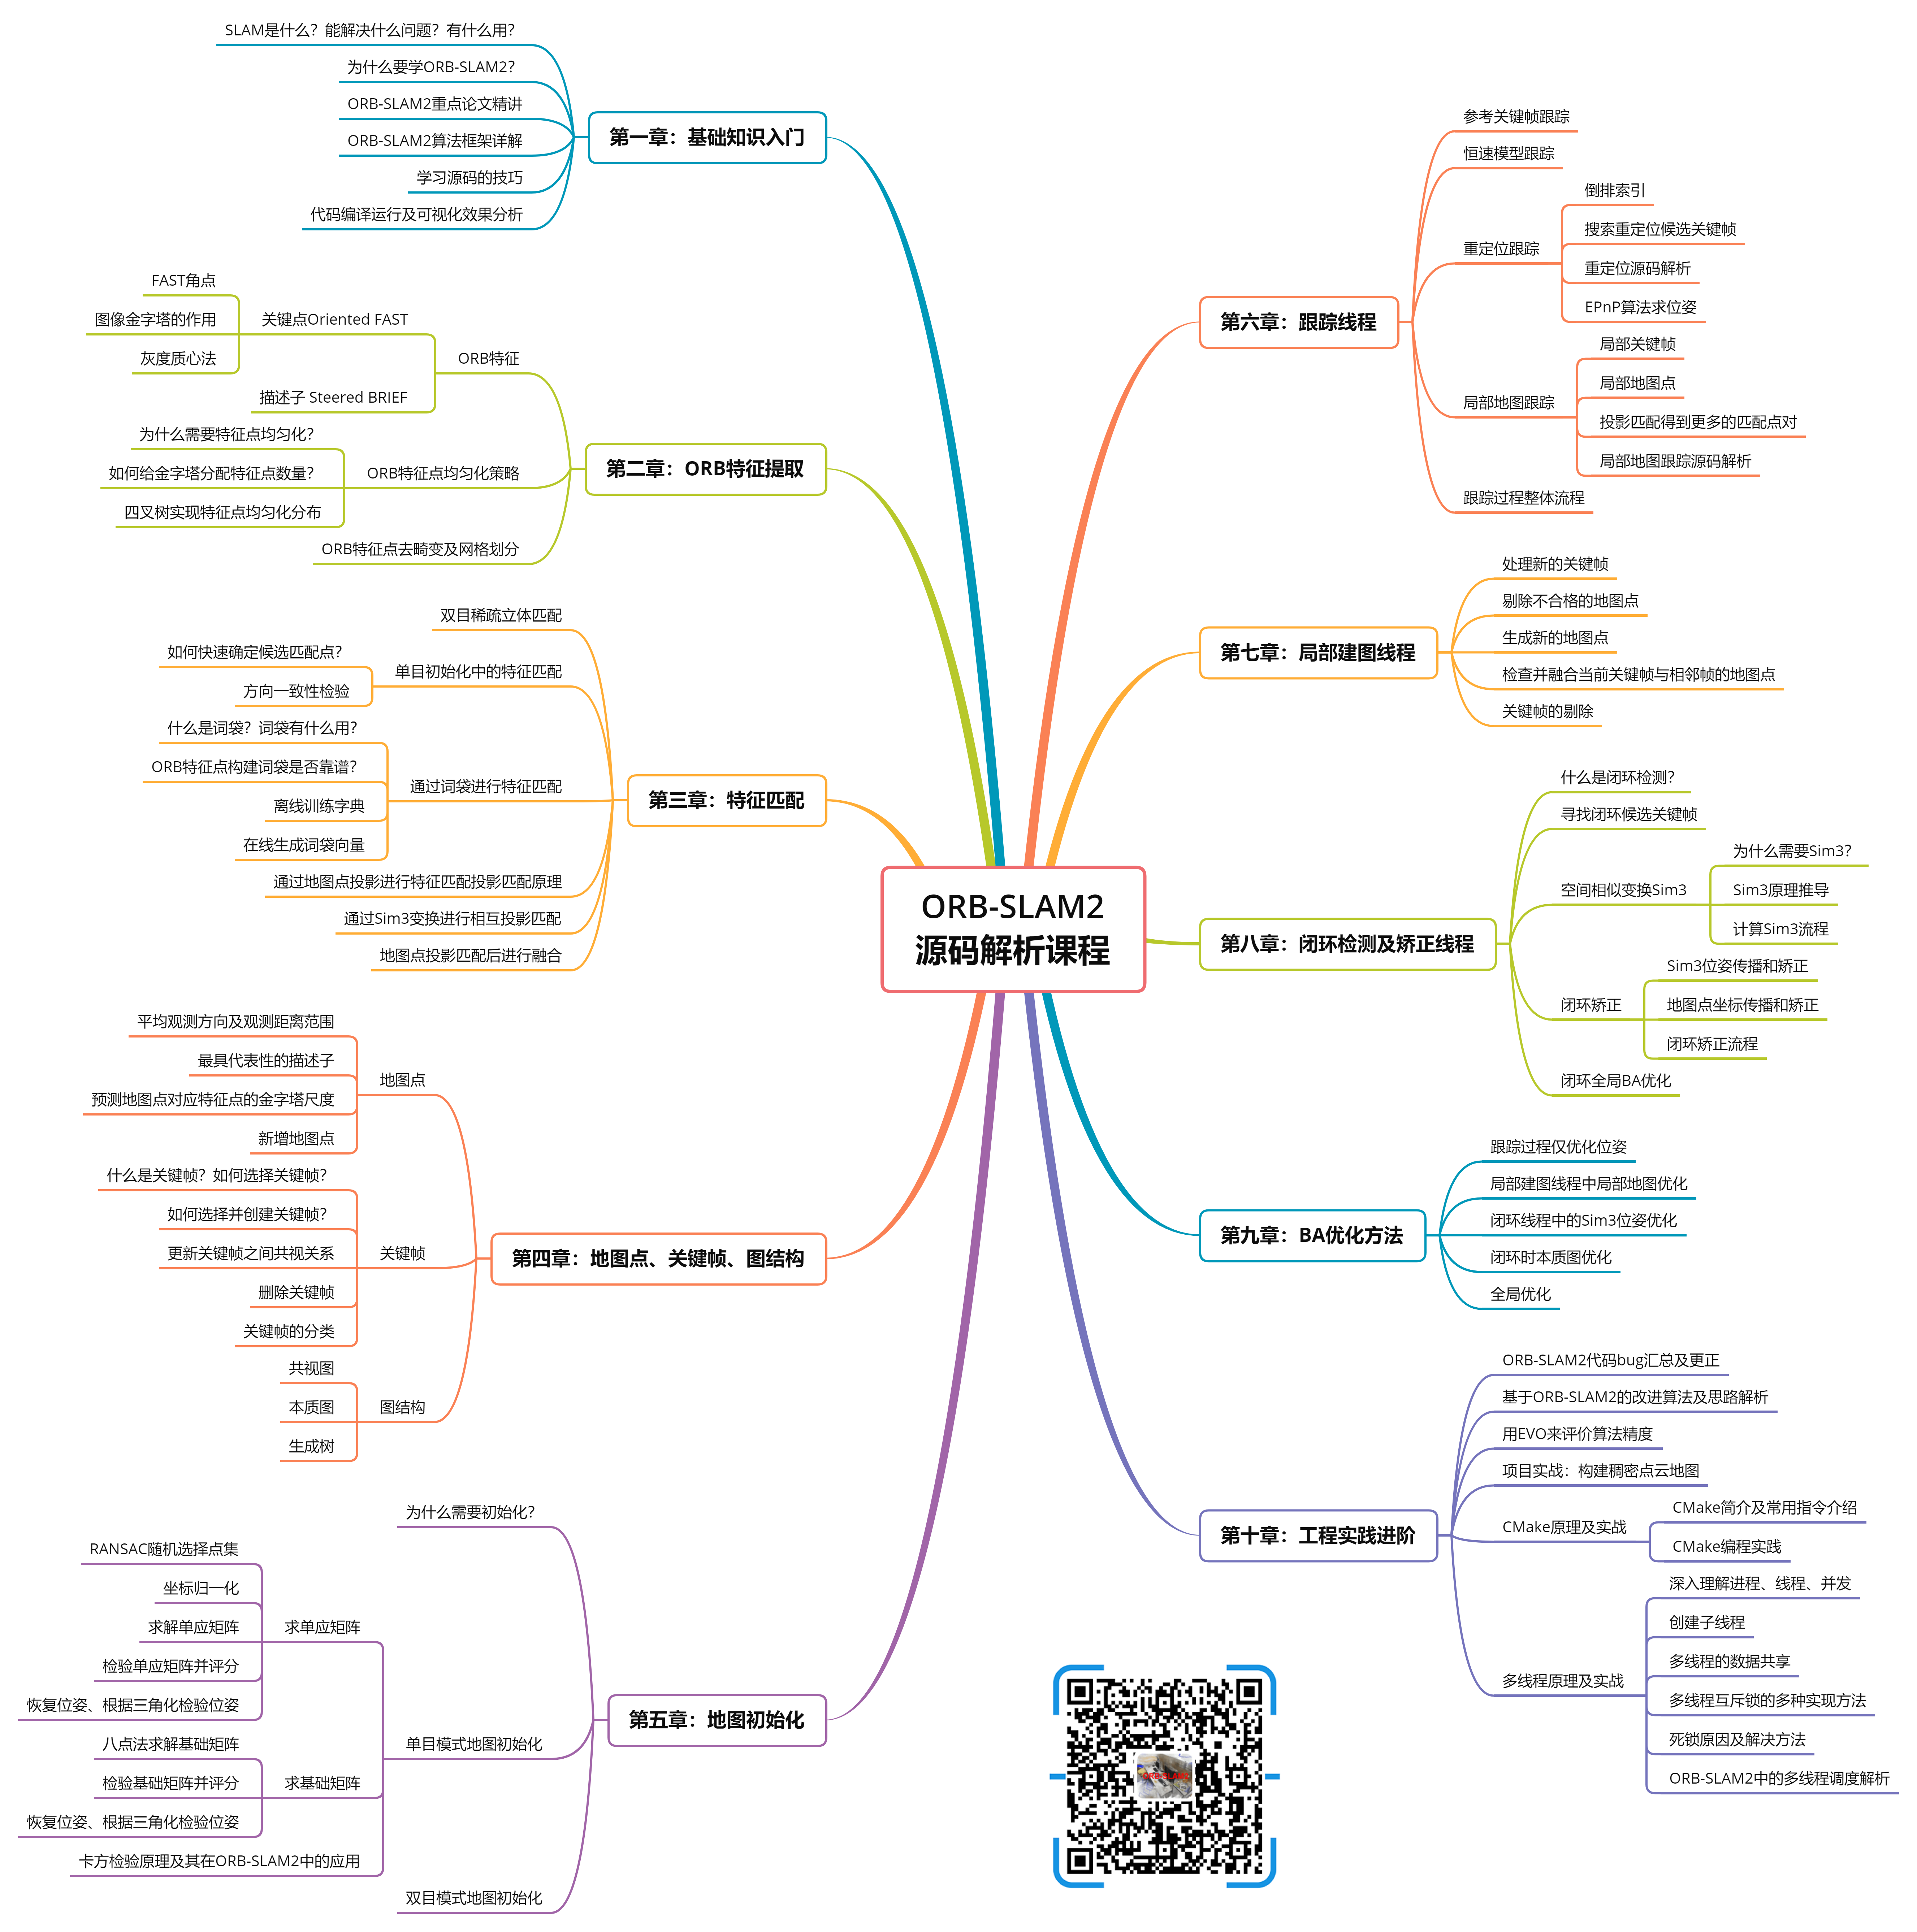 ORB-SLAM2
源码解析课程
第一章：基础知识入门
SLAM是什么？能解决什么问题？有什么用？
为什么要学ORB-SLAM2？
ORB-SLAM2重点论文精讲
ORB-SLAM2算法框架详解
学习源码的技巧
代码编译运行及可视化效果分析
第二章：ORB特征提取
ORB特征
关键点Oriented FAST
FAST角点
图像金字塔的作用
灰度质心法
描述子 Steered BRIEF
ORB特征点均匀化策略
为什么需要特征点均匀化？
如何给金字塔分配特征点数量？
四叉树实现特征点均匀化分布
ORB特征点去畸变及网格划分
第三章：特征匹配
双目稀疏立体匹配
单目初始化中的特征匹配
如何快速确定候选匹配点？
方向一致性检验
通过词袋进行特征匹配
什么是词袋？词袋有什么用？
ORB特征点构建词袋是否靠谱？
离线训练字典
在线生成词袋向量
通过地图点投影进行特征匹配投影匹配原理
通过Sim3变换进行相互投影匹配
地图点投影匹配后进行融合
第四章：地图点、关键帧、图结构
地图点
平均观测方向及观测距离范围
最具代表性的描述子
预测地图点对应特征点的金字塔尺度
新增地图点
关键帧
什么是关键帧？如何选择关键帧？
如何选择并创建关键帧？
更新关键帧之间共视关系
删除关键帧
关键帧的分类
图结构
共视图
本质图
生成树
第五章：地图初始化
为什么需要初始化？
单目模式地图初始化
求单应矩阵
RANSAC随机选择点集
坐标归一化
求解单应矩阵
检验单应矩阵并评分
恢复位姿、根据三角化检验位姿
求基础矩阵
八点法求解基础矩阵
检验基础矩阵并评分
恢复位姿、根据三角化检验位姿
卡方检验原理及其在ORB-SLAM2中的应用
双目模式地图初始化
第六章：跟踪线程
参考关键帧跟踪
恒速模型跟踪
重定位跟踪
倒排索引
搜索重定位候选关键帧
重定位源码解析
EPnP算法求位姿
局部地图跟踪
局部关键帧
局部地图点
投影匹配得到更多的匹配点对
局部地图跟踪源码解析
跟踪过程整体流程
第七章：局部建图线程
处理新的关键帧
剔除不合格的地图点
生成新的地图点
检查并融合当前关键帧与相邻帧的地图点
关键帧的剔除
第八章：闭环检测及矫正线程
什么是闭环检测？
寻找闭环候选关键帧
空间相似变换Sim3
为什么需要Sim3？
Sim3原理推导
计算Sim3流程
闭环矫正
Sim3位姿传播和矫正
地图点坐标传播和矫正
闭环矫正流程
闭环全局BA优化
第九章：BA优化方法
跟踪过程仅优化位姿
局部建图线程中局部地图优化
闭环线程中的Sim3位姿优化
闭环时本质图优化
全局优化
第十章：工程实践进阶
ORB-SLAM2代码bug汇总及更正
基于ORB-SLAM2的改进算法及思路解析
用EVO来评价算法精度
项目实战：构建稠密点云地图
CMake原理及实战
CMake简介及常用指令介绍
CMake编程实践
多线程原理及实战
深入理解进程、线程、并发
创建子线程
多线程的数据共享
多线程互斥锁的多种实现方法
死锁原因及解决方法
ORB-SLAM2中的多线程调度解析